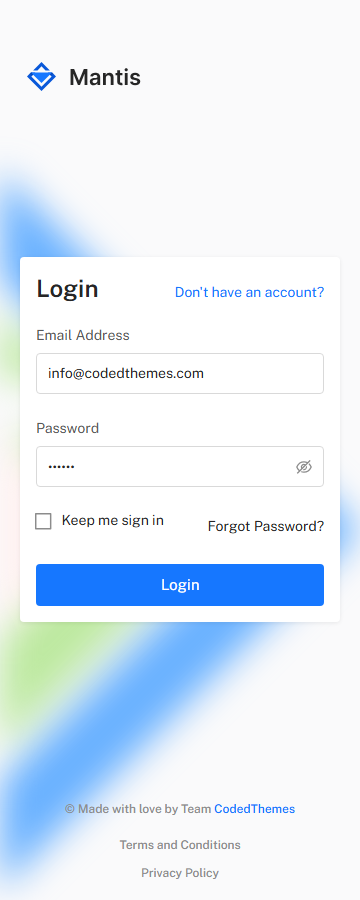 Mantis
Login
Don't have an account?
Email Address
info@codedthemes.com
Password
••••••
Keep me sign in
Forgot Password?
Login
© Made with love by Team CodedThemes
Terms and Conditions
Privacy Policy